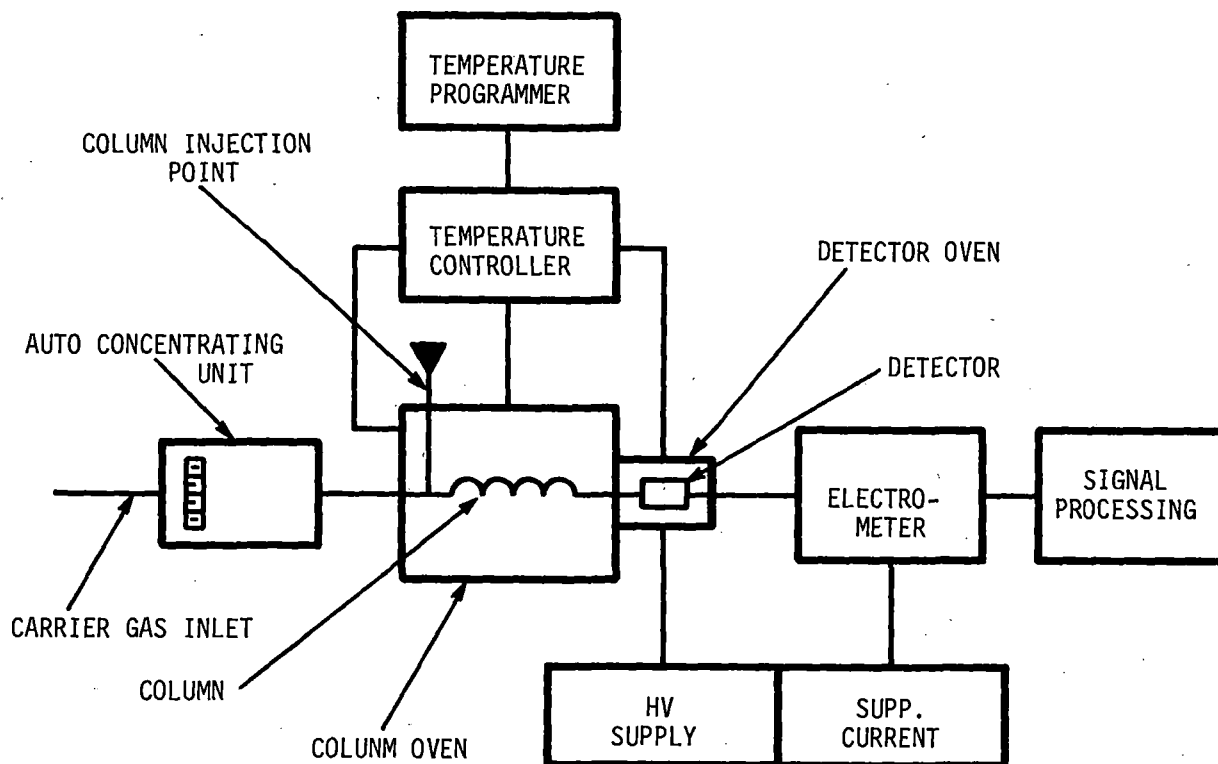 TEMPERATURE
PROGRAMMER
COLUMN INJECTION
POINT
TEMPERATURE
CONTROLLER
DETECTOR OVEN
AUTO CONCENTRATING
UNIT
DETECTOR
ELECTRO-
METER
SIGNAL
PROCESSING
CARRIER GAS INLET
COLUMN
COLUNM OVEN
HV
SUPPLY
SUPP.
CURRENT